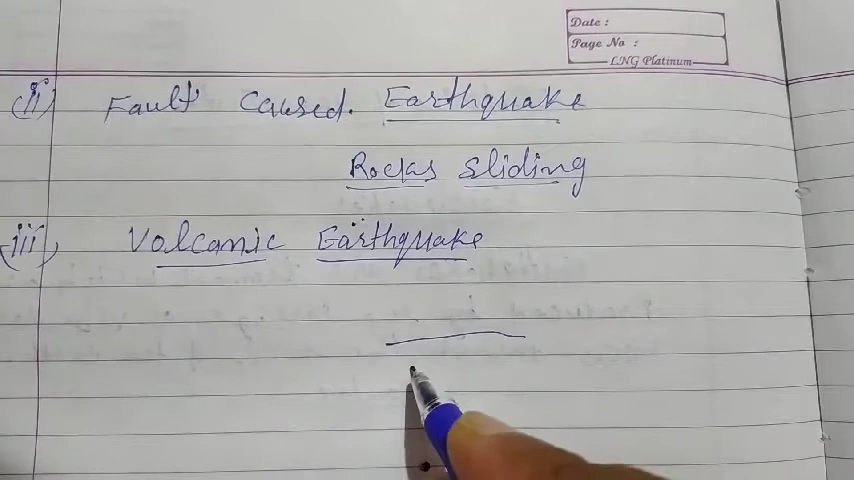 Date :
Page No :
LNG Platinum
(ii) Fault Caused. Earthquake
Rocks sliding
(iii) Volcanic Earthquake